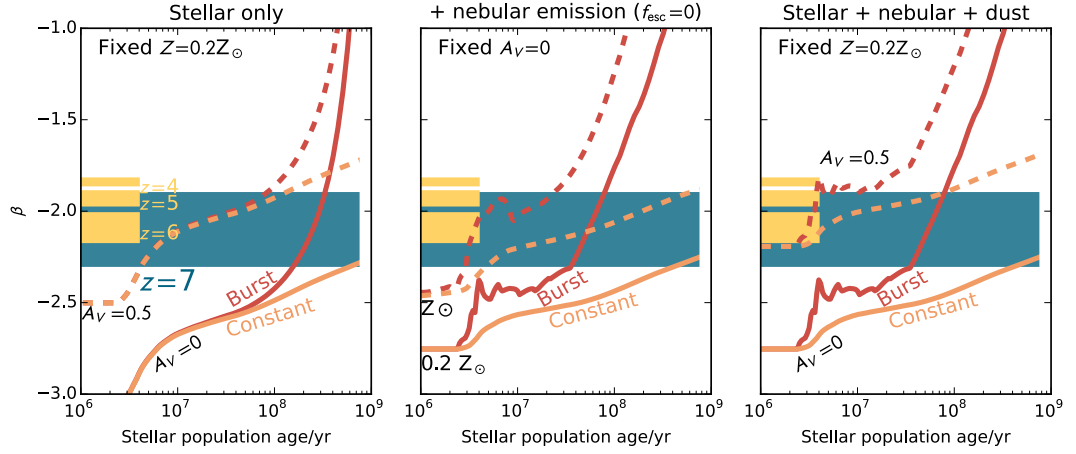 Stellar only
+ nebular emission (f_esc=0)
Stellar + nebular + dust
Fixed Z=0.2Z⊙
Fixed A_V=0
Fixed Z=0.2Z⊙
−1.0
−1.5
−2.0
−2.5
−3.0
β
z=4
z=5
z=6
z=7
Burst
Constant
A_V=0.5
A_V=0
Burst
Constant
Z⊙
0.2 Z⊙
A_V=0.5
Burst
Constant
A_V=0
10^6
10^7
10^8
10^9
10^6
10^7
10^8
10^9
10^6
10^7
10^8
10^9
Stellar population age/yr
Stellar population age/yr
Stellar population age/yr